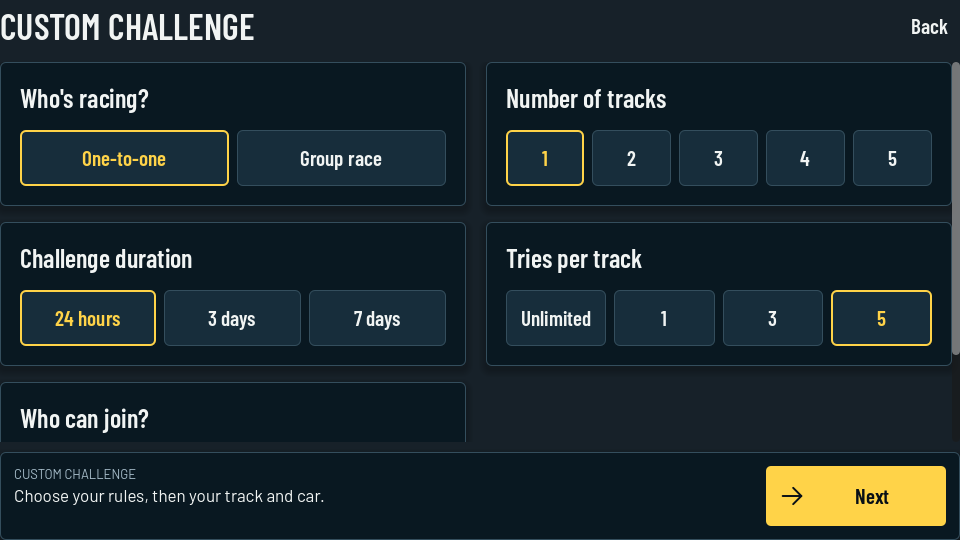 CUSTOM CHALLENGE
Back
Who's racing?
One-to-one
Group race
Number of tracks
1
2
3
4
5
Challenge duration
24 hours
3 days
7 days
Tries per track
Unlimited
1
3
5
Who can join?
CUSTOM CHALLENGE
Choose your rules, then your track and car.
Next